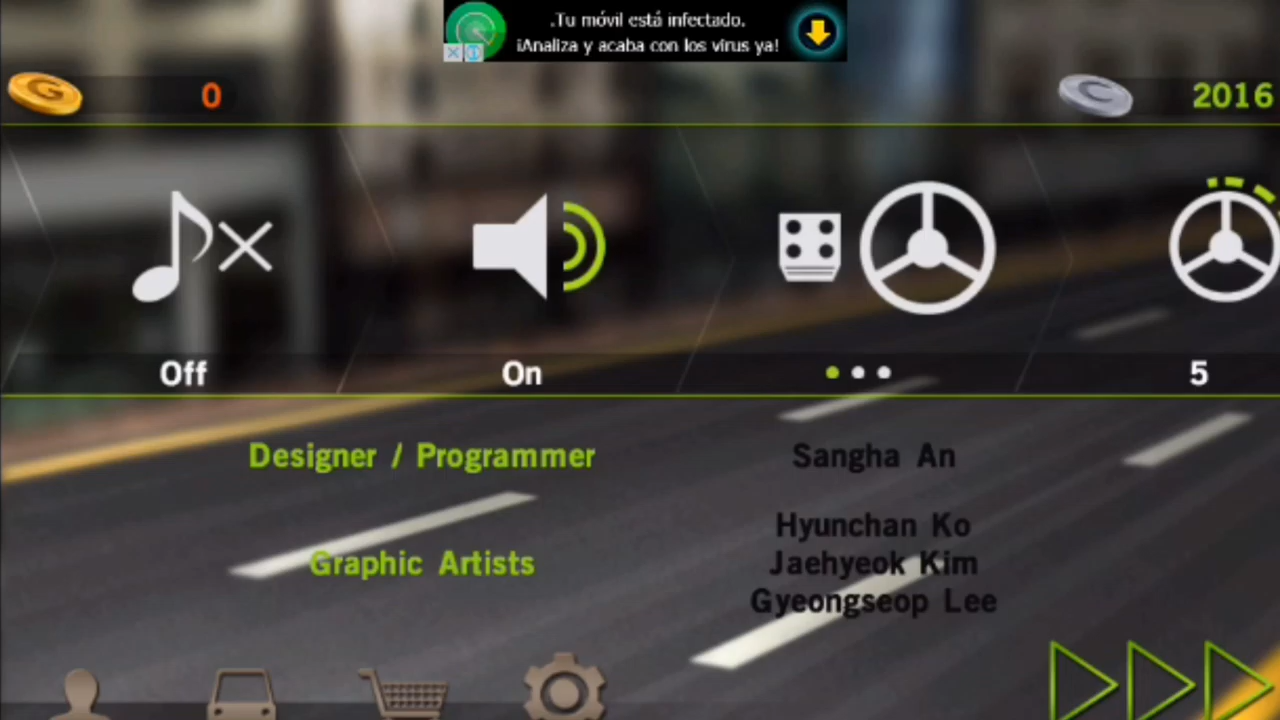 .Tu móvil está infectado.
¡Analiza y acaba con los virus ya!
G 0
C 2016
Off
On
5
Designer / Programmer
Sangha An
Graphic Artists
Hyunchan Ko
Jaehyeok Kim
Gyeongseop Lee